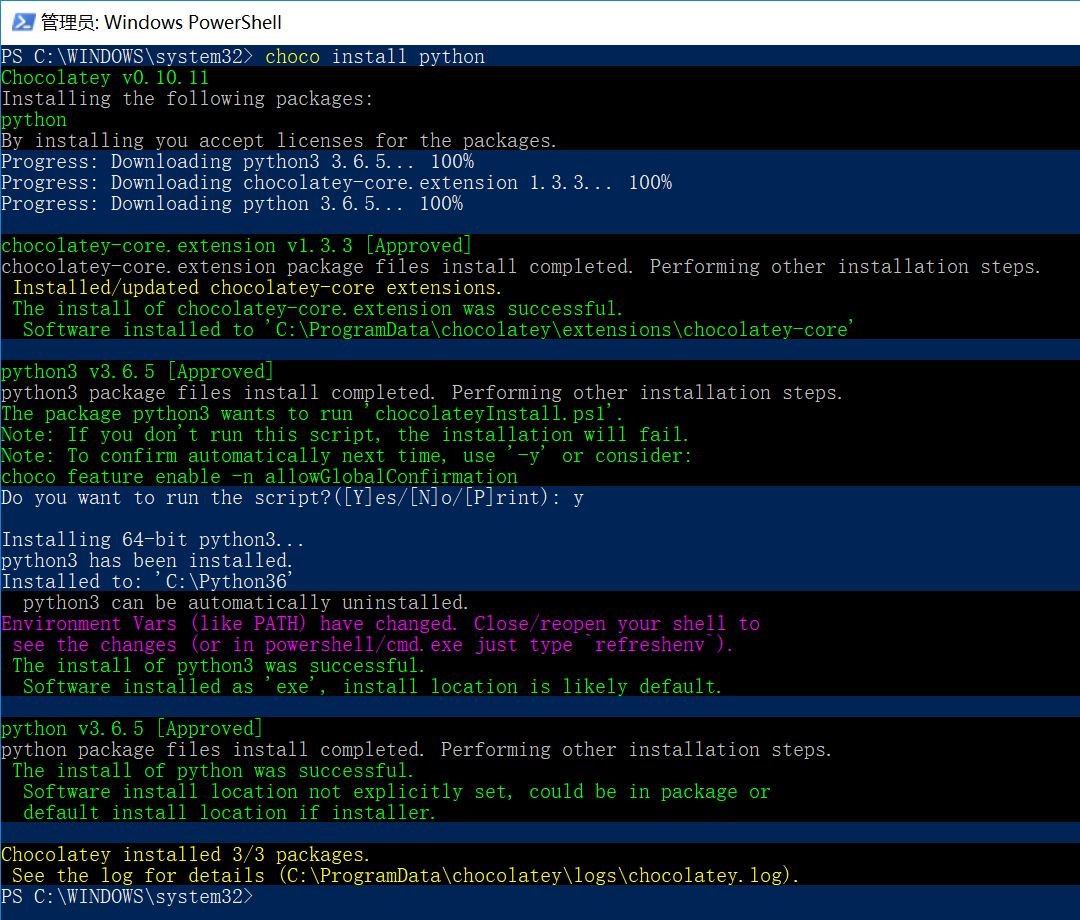 管理员: Windows PowerShell
PS C:\WINDOWS\system32> choco install python
Chocolatey v0.10.11
Installing the following packages:
python
By installing you accept licenses for the packages.
Progress: Downloading python3 3.6.5... 100%
Progress: Downloading chocolatey-core.extension 1.3.3... 100%
Progress: Downloading python 3.6.5... 100%
chocolatey-core.extension v1.3.3 [Approved]
chocolatey-core.extension package files install completed. Performing other installation steps.
Installed/updated chocolatey-core extensions.
The install of chocolatey-core.extension was successful.
Software installed to 'C:\ProgramData\chocolatey\extensions\chocolatey-core'
python3 v3.6.5 [Approved]
python3 package files install completed. Performing other installation steps.
The package python3 wants to run 'chocolateyInstall.ps1'.
Note: If you don't run this script, the installation will fail.
Note: To confirm automatically next time, use '-y' or consider:
choco feature enable -n allowGlobalConfirmation
Do you want to run the script?([Y]es/[N]o/[P]rint): y
Installing 64-bit python3...
python3 has been installed.
Installed to: 'C:\Python36'
python3 can be automatically uninstalled.
Environment Vars (like PATH) have changed. Close/reopen your shell to
see the changes (or in powershell/cmd.exe just type `refreshenv`).
The install of python3 was successful.
Software installed as 'exe', install location is likely default.
python v3.6.5 [Approved]
python package files install completed. Performing other installation steps.
The install of python was successful.
Software install location not explicitly set, could be in package or
default install location if installer.
Chocolatey installed 3/3 packages.
See the log for details (C:\ProgramData\chocolatey\logs\chocolatey.log).
PS C:\WINDOWS\system32>